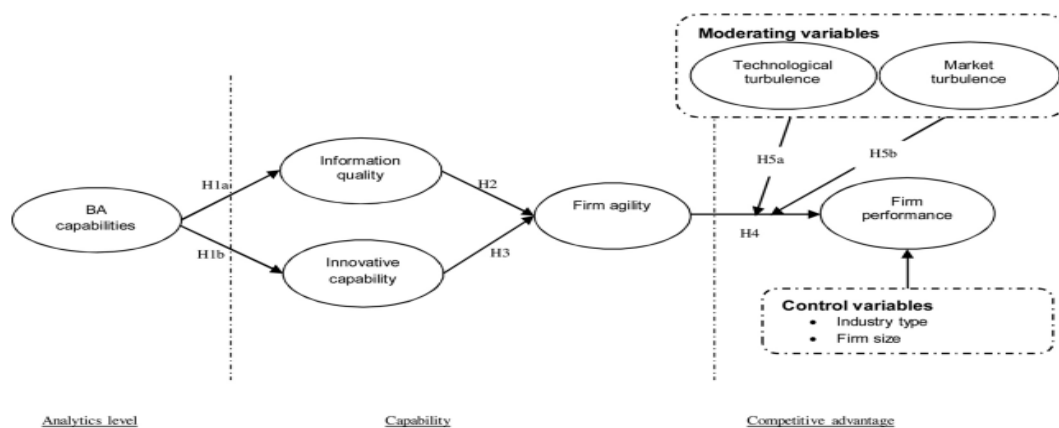 Moderating variables
Technological
turbulence
Market
turbulence
H5a
H5b
Information
quality
H1a
H2
BA
capabilities
Firm agility
Firm
performance
H4
H1b
H3
Innovative
capability
Control variables
• Industry type
• Firm size
Analytics level
Capability
Competitive advantage